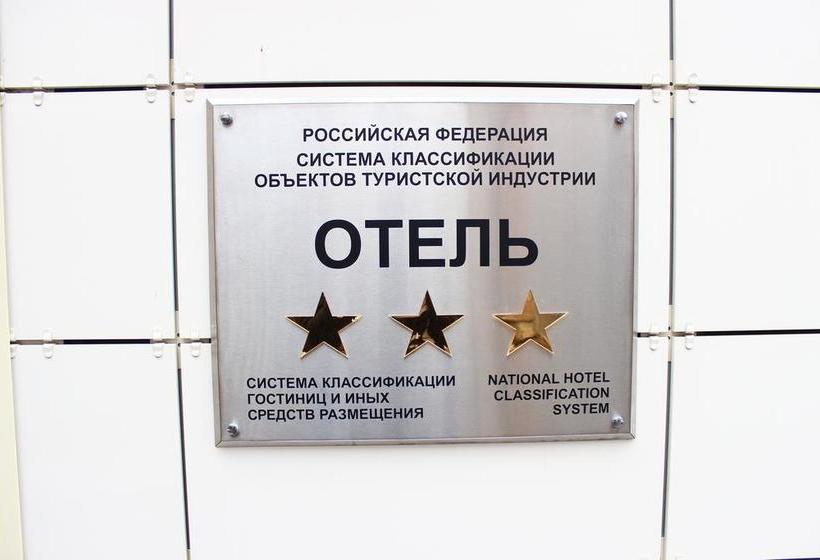 РОССИЙСКАЯ ФЕДЕРАЦИЯ
СИСТЕМА КЛАССИФИКАЦИИ
ОБЪЕКТОВ ТУРИСТСКОЙ ИНДУСТРИИ
ОТЕЛЬ
СИСТЕМА КЛАССИФИКАЦИИ
ГОСТИНИЦ И ИНЫХ
СРЕДСТВ РАЗМЕЩЕНИЯ
NATIONAL HOTEL
CLASSIFICATION
SYSTEM